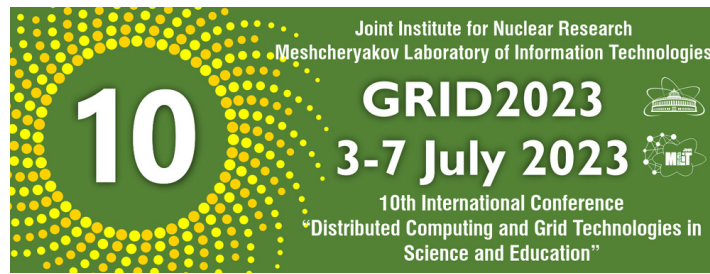 10
Joint Institute for Nuclear Research
Meshcheryakov Laboratory of Information Technologies
GRID2023
3-7 July 2023
MLIT
10th International Conference
“Distributed Computing and Grid Technologies in
Science and Education”